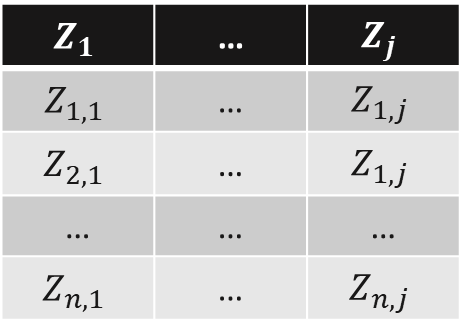 Z₁ ... Zⱼ
Z₁,₁ ... Z₁,ⱼ
Z₂,₁ ... Z₁,ⱼ
... ... ...
Zₙ,₁ ... Zₙ,ⱼ